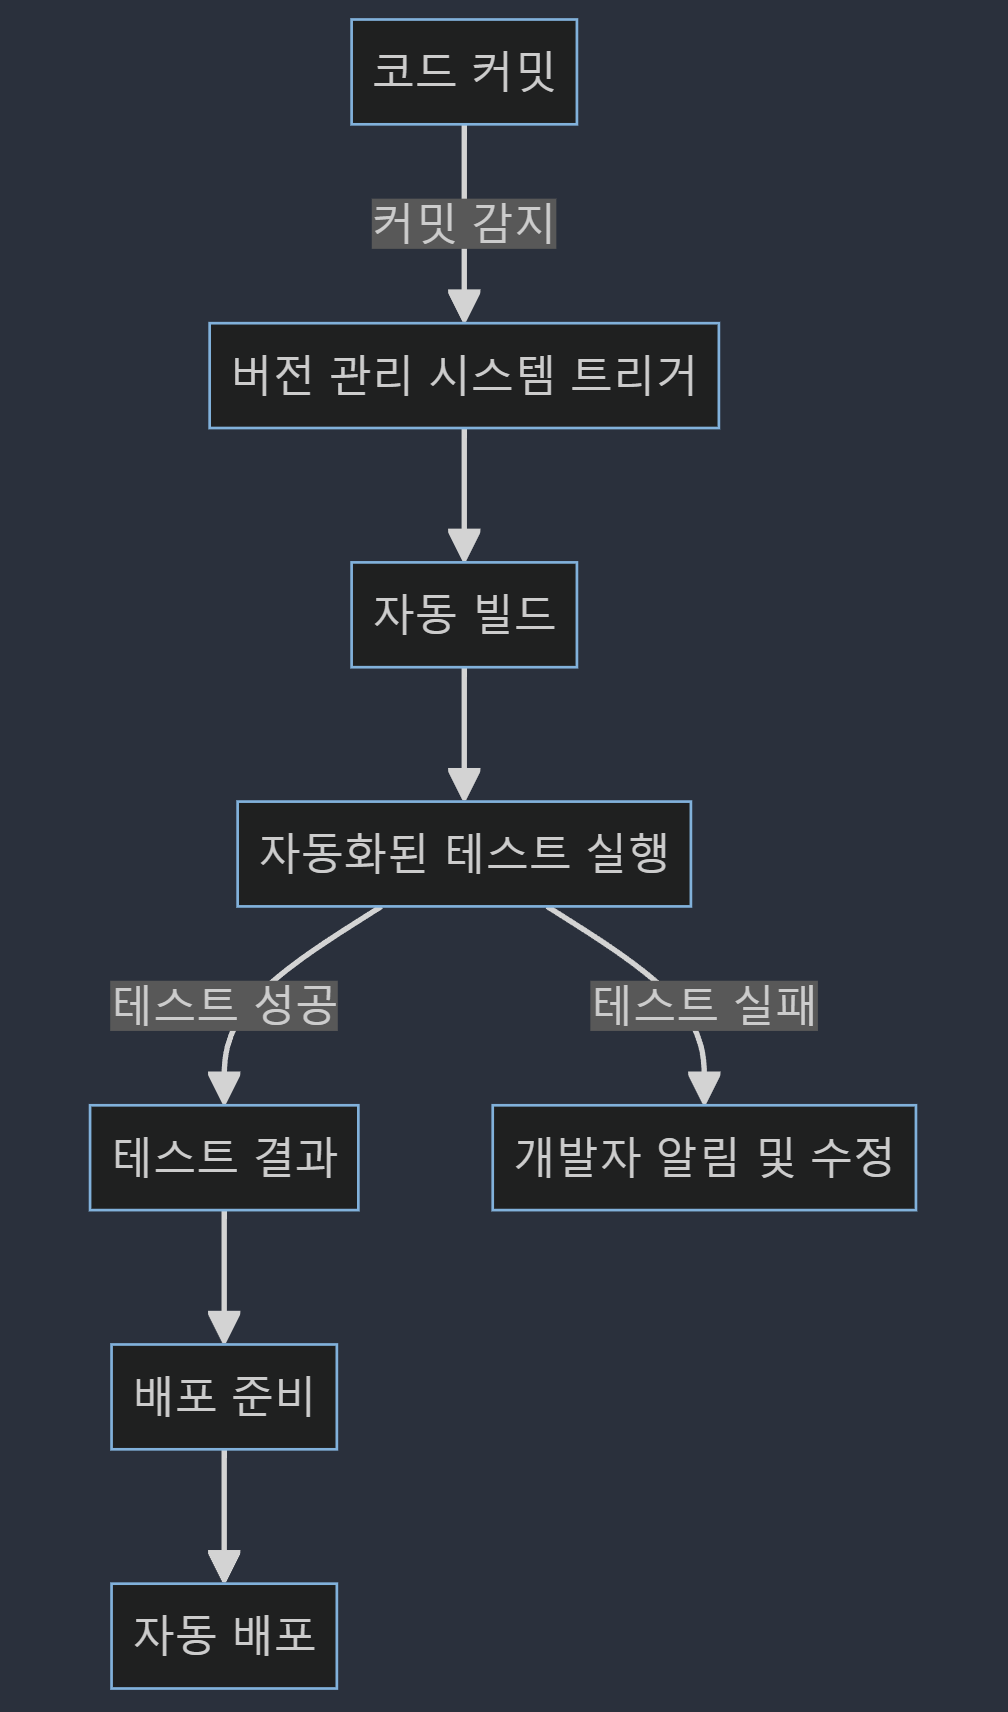 코드 커밋
커밋 감지
버전 관리 시스템 트리거
자동 빌드
자동화된 테스트 실행
테스트 성공
테스트 실패
테스트 결과
개발자 알림 및 수정
배포 준비
자동 배포